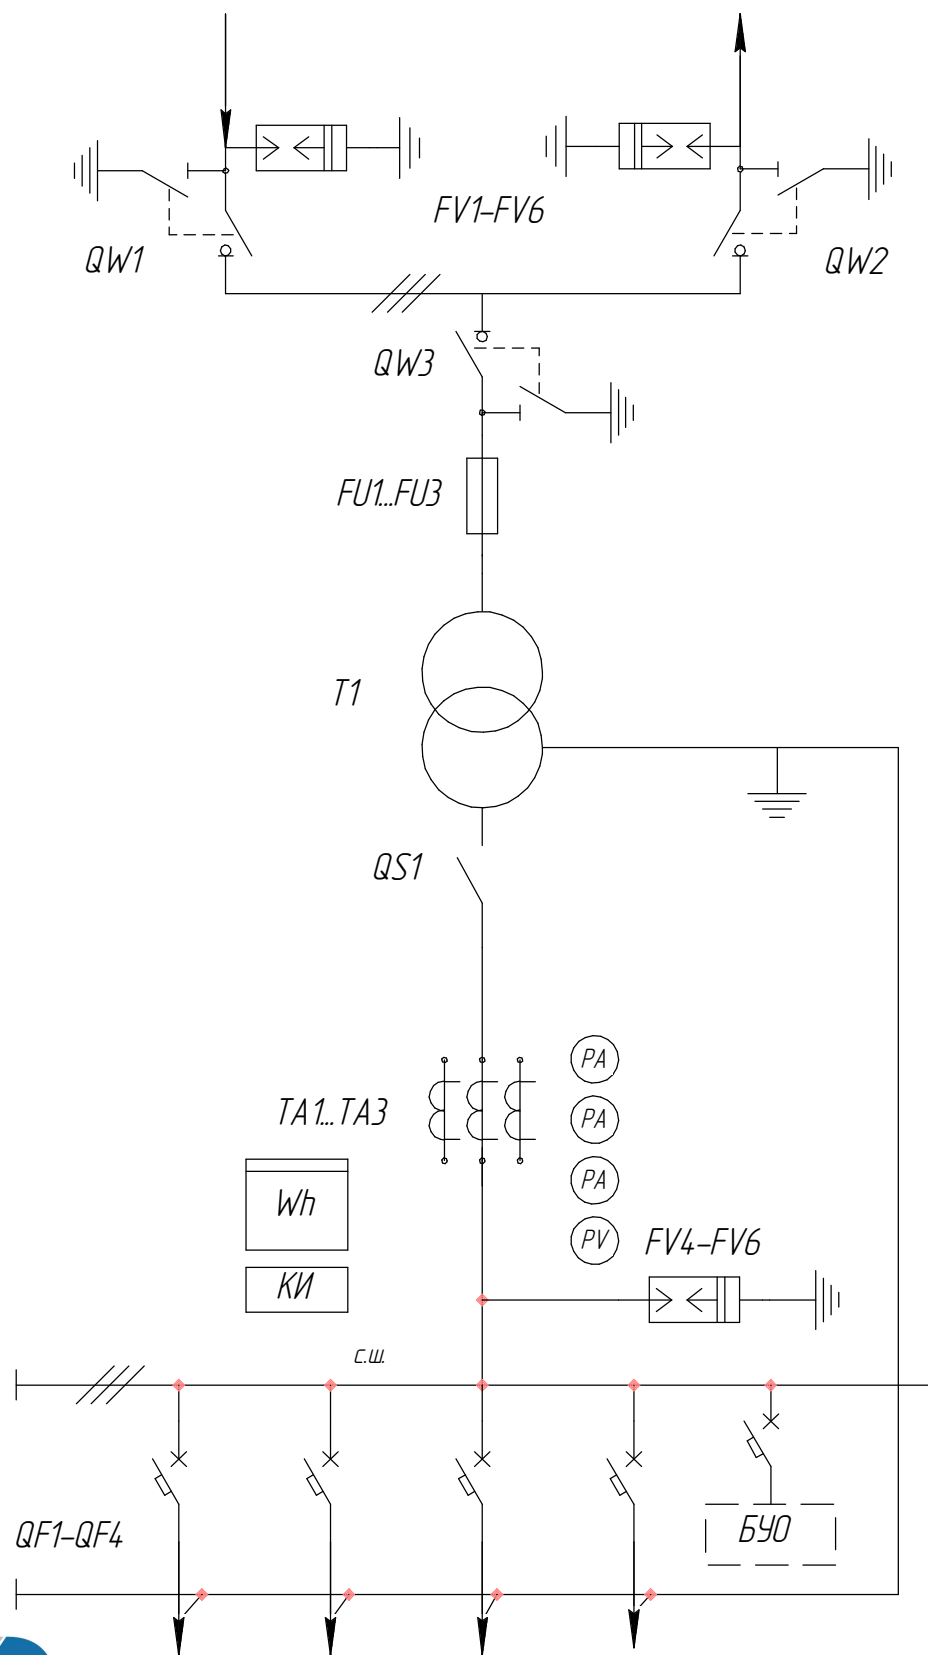 FV1-FV6
QW1
QW2
QW3
FU1...FU3
T1
QS1
PA
TA1...TA3
PA
PA
Wh
PV
FV4-FV6
КИ
с.ш.
QF1-QF4
БУО